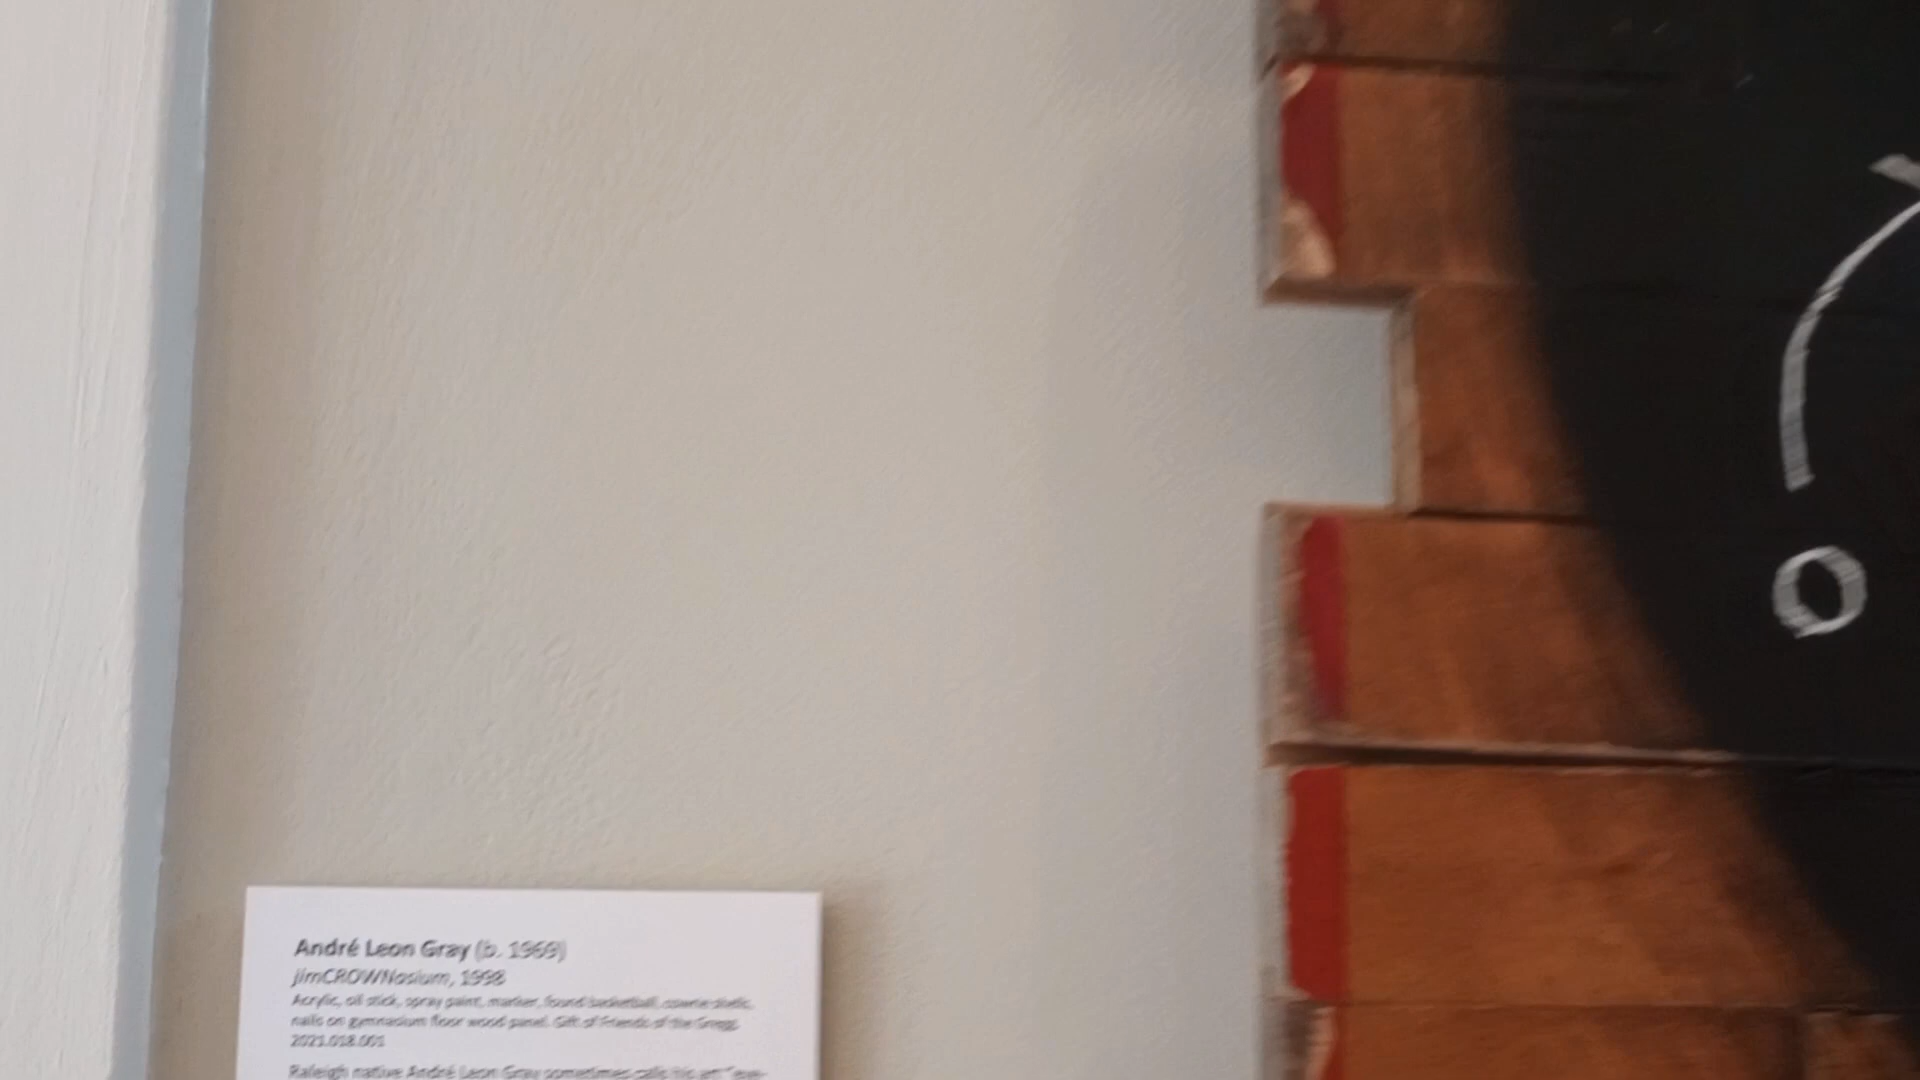 André Leon Gray (b. 1969)
jimCROWNasium, 1998
Acrylic, oil stick, spray paint, marker, found basketball, cowrie shells,
nails on gymnasium floor wood panel. Gift of Friends of the Gregg.
2021.018.001
Raleigh native André Leon Gray sometimes calls his art